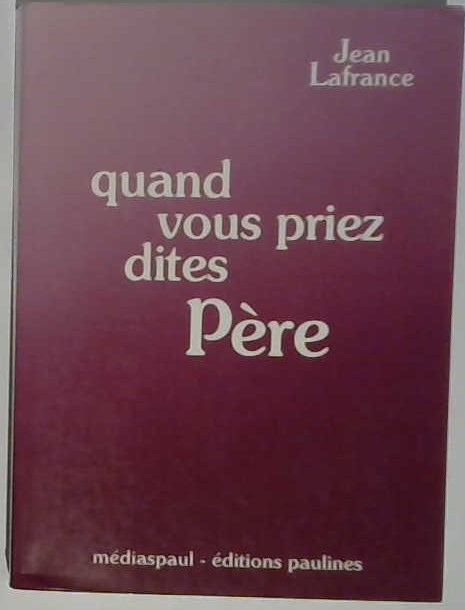 Jean
Lafrance
quand
vous priez
dites
Père
médiaspaul - éditions paulines